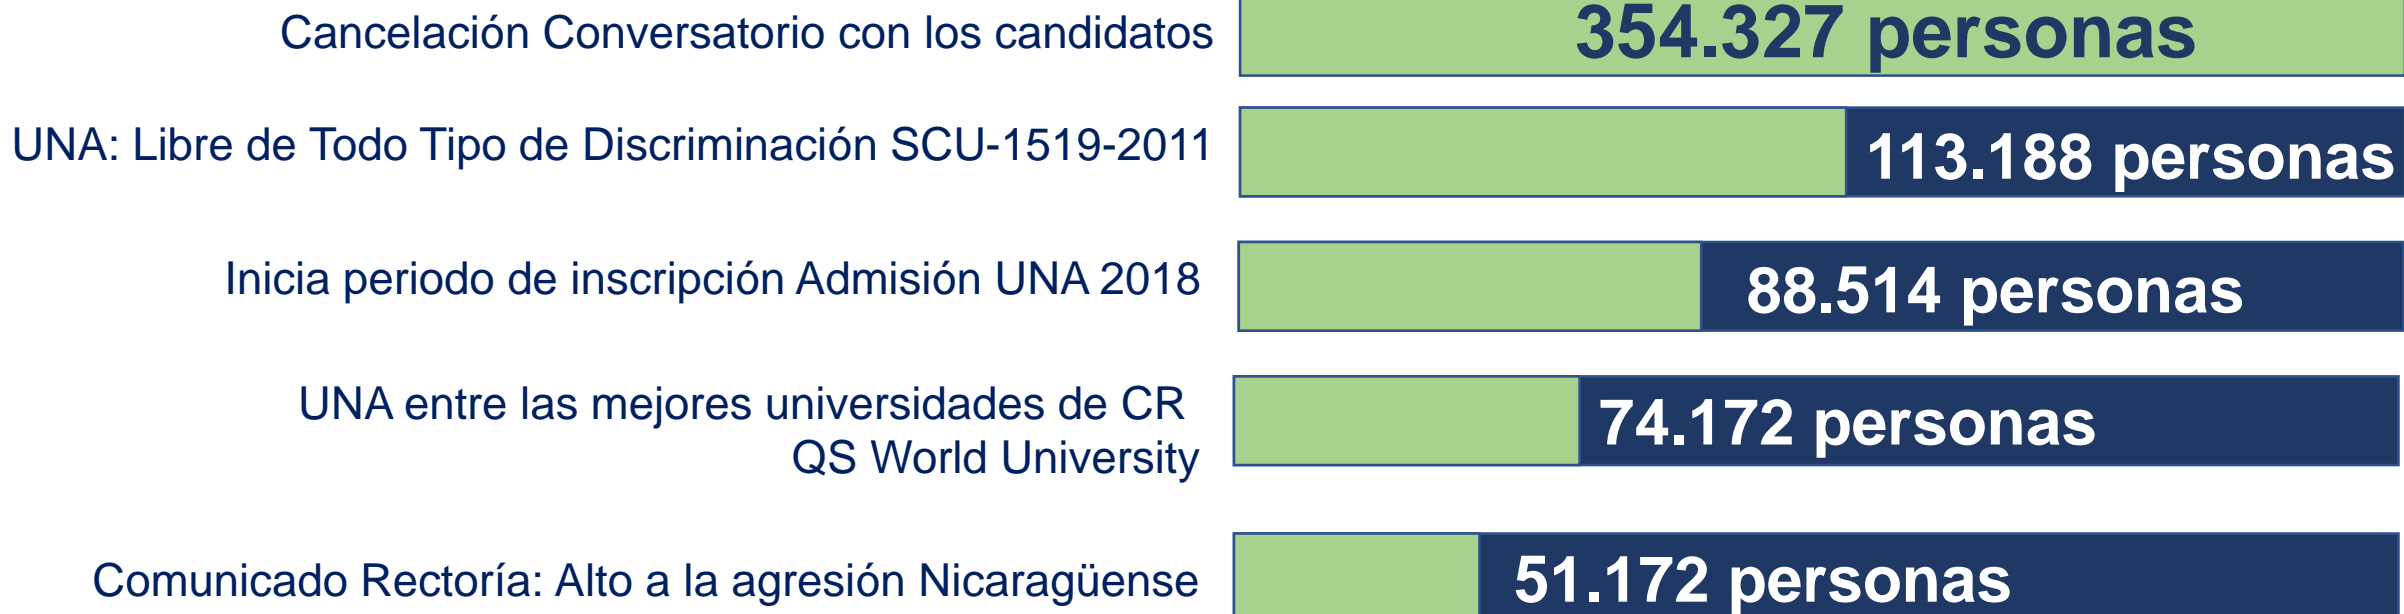 Cancelación Conversatorio con los candidatos
354.327 personas
UNA: Libre de Todo Tipo de Discriminación SCU-1519-2011
113.188 personas
Inicia periodo de inscripción Admisión UNA 2018
88.514 personas
UNA entre las mejores universidades de CR
QS World University
74.172 personas
Comunicado Rectoría: Alto a la agresión Nicaragüense
51.172 personas